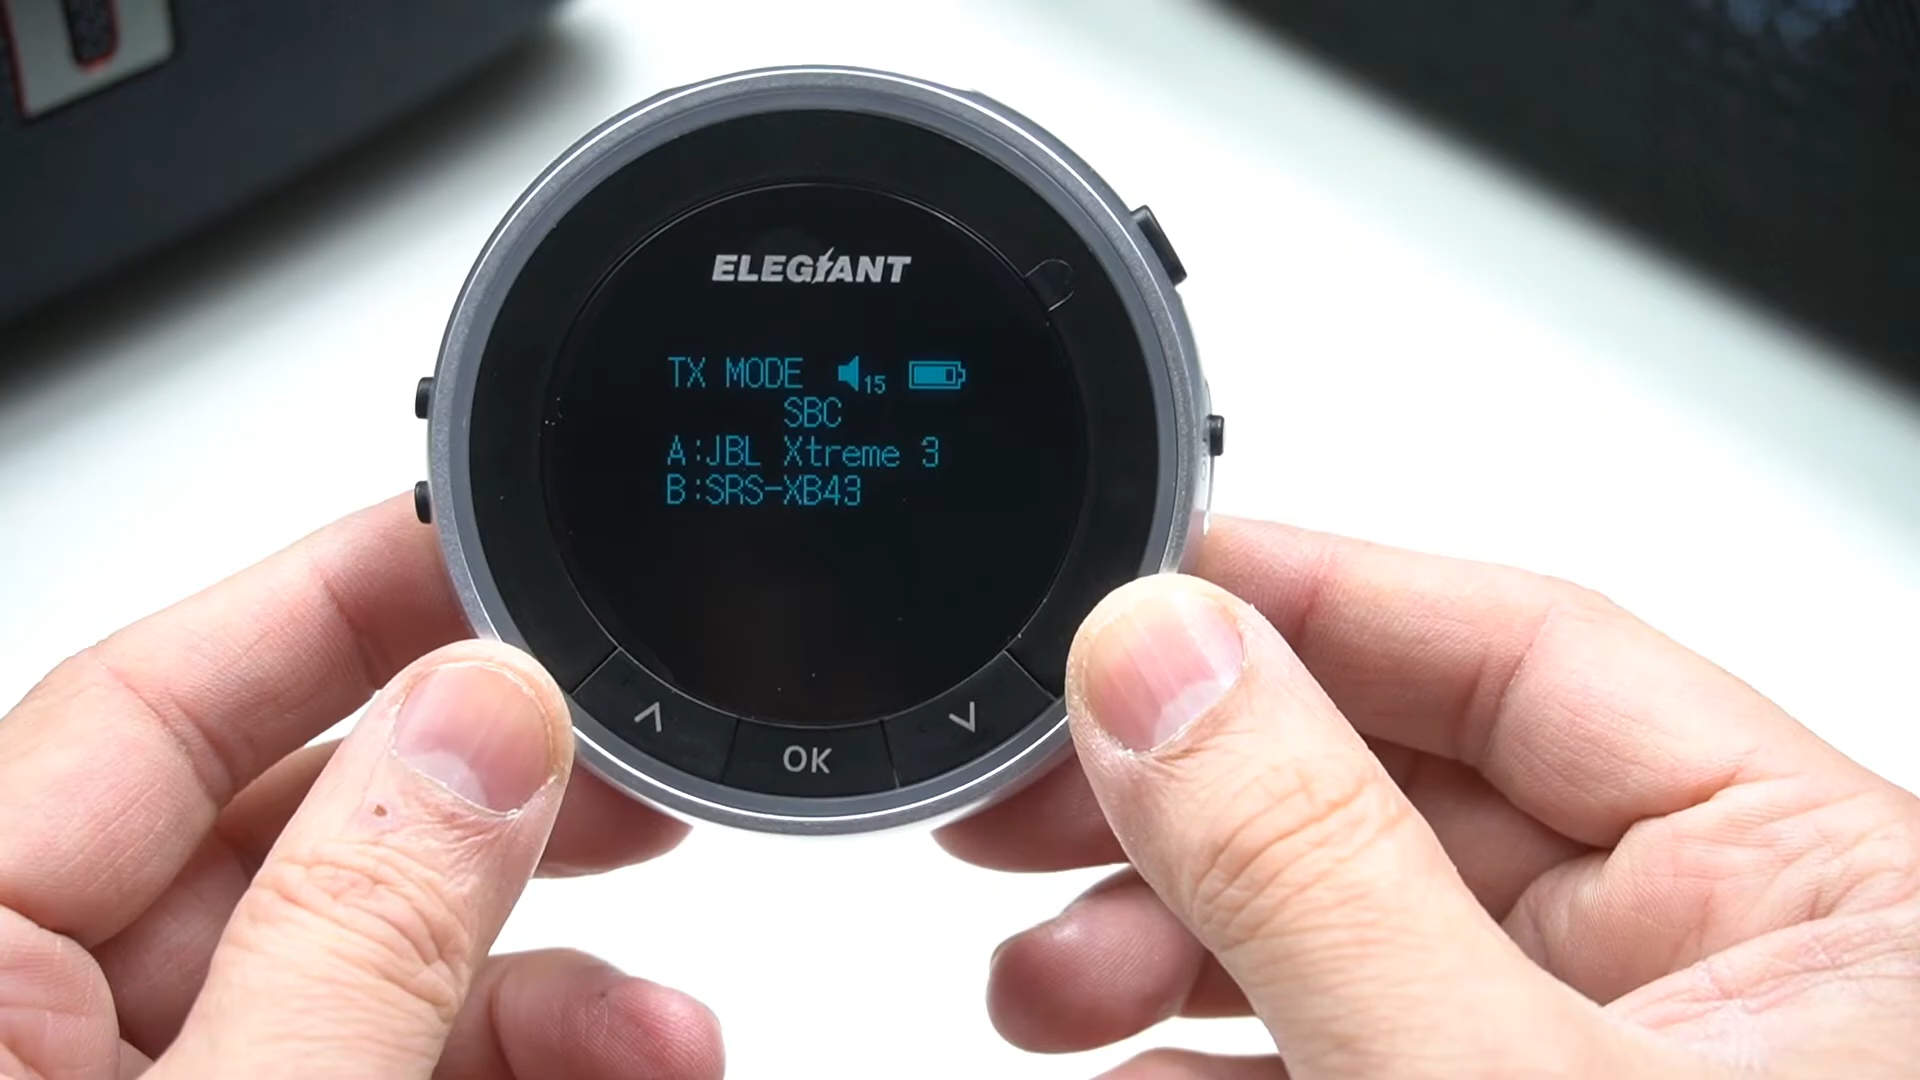 ELEGIANT
TX MODE 15
SBC
A:JBL Xtreme 3
B:SRS-XB43
OK